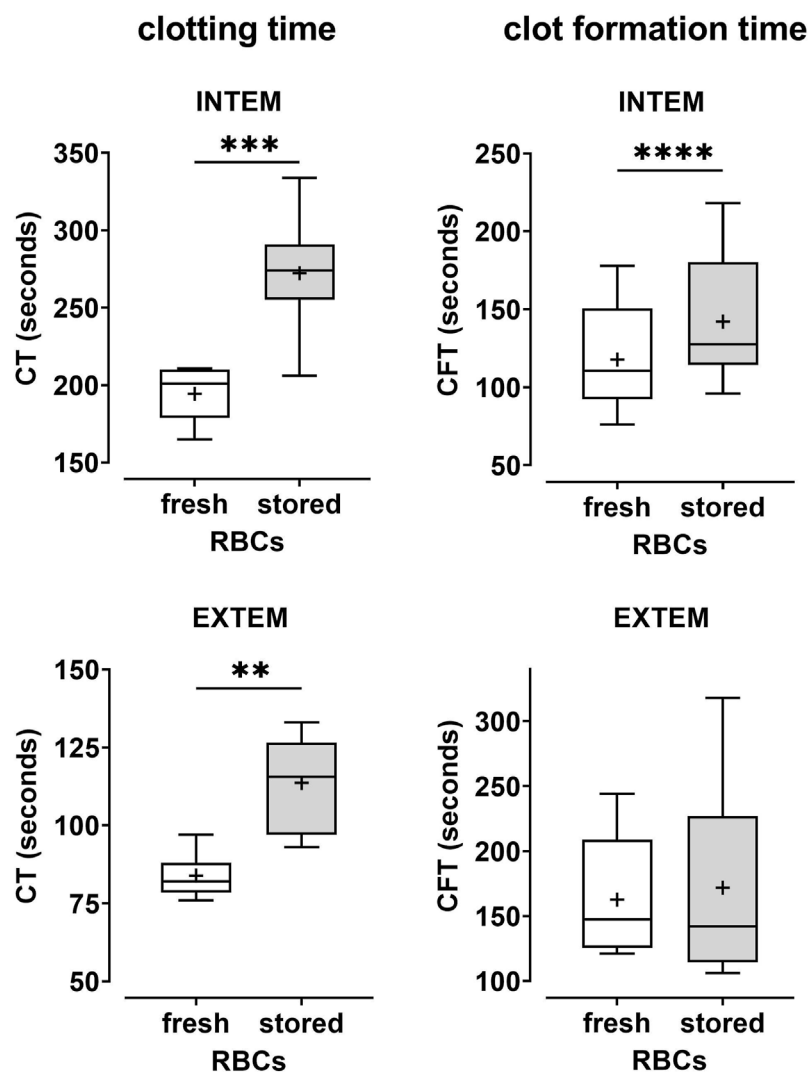 clotting time
clot formation time
INTEM
***
CT (seconds)
350
300
250
200
150
fresh stored
RBCs
INTEM
****
CFT (seconds)
250
200
150
100
50
fresh stored
RBCs
EXTEM
**
CT (seconds)
150
125
100
75
50
fresh stored
RBCs
EXTEM
CFT (seconds)
300
250
200
150
100
fresh stored
RBCs